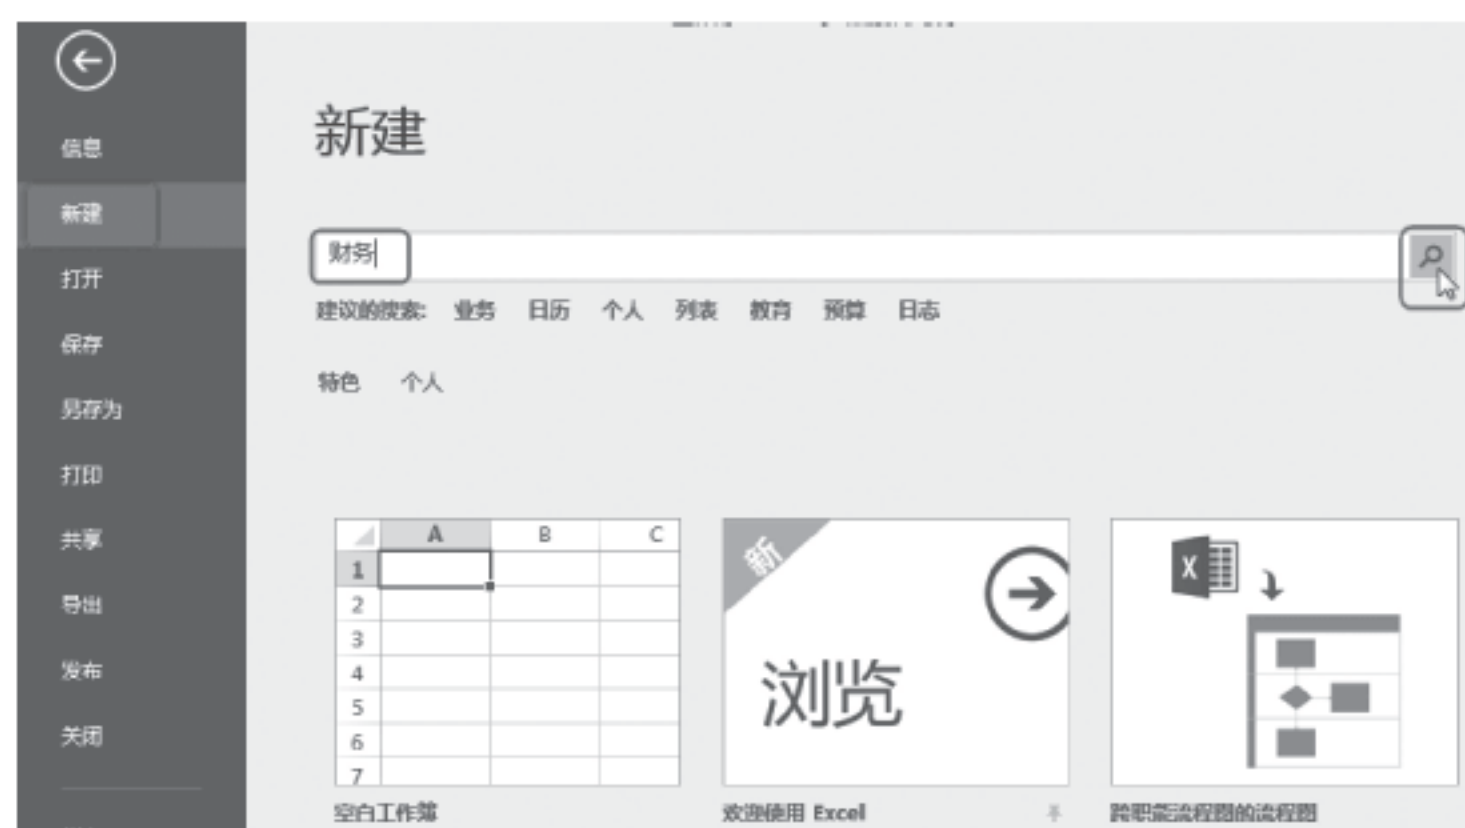 信息
新建
打开
保存
另存为
打印
共享
导出
发布
关闭
新建
财务
建议的搜索: 业务 日历 个人 列表 教育 预算 日志
特色 个人
A B C
1
2
3
4
5
6
7
空白工作簿
新
浏览
欢迎使用 Excel
X
跨职能流程图的流程图